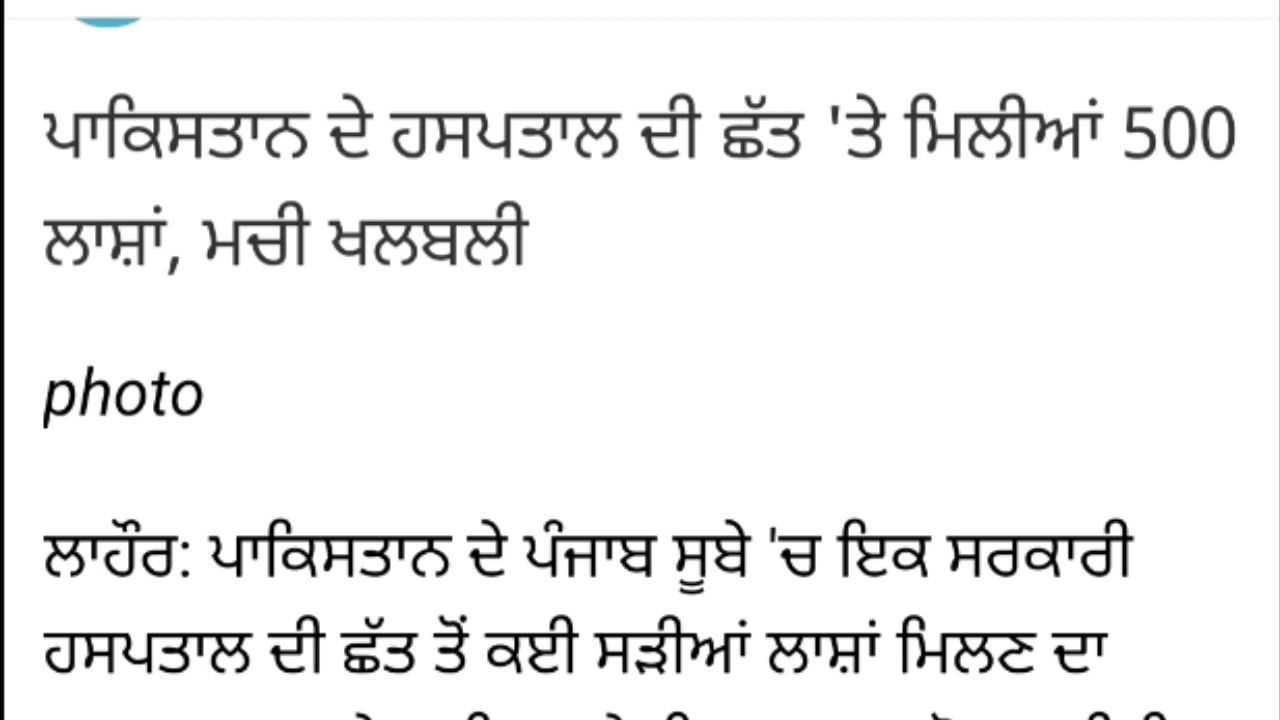 ਪਾਕਿਸਤਾਨ ਦੇ ਹਸਪਤਾਲ ਦੀ ਛੱਤ 'ਤੇ ਮਿਲੀਆਂ 500
ਲਾਸ਼ਾਂ, ਮਚੀ ਖਲਬਲੀ
photo
ਲਾਹੌਰ: ਪਾਕਿਸਤਾਨ ਦੇ ਪੰਜਾਬ ਸੂਬੇ 'ਚ ਇਕ ਸਰਕਾਰੀ
ਹਸਪਤਾਲ ਦੀ ਛੱਤ ਤੋਂ ਕਈ ਸੜੀਆਂ ਲਾਸ਼ਾਂ ਮਿਲਣ ਦਾ